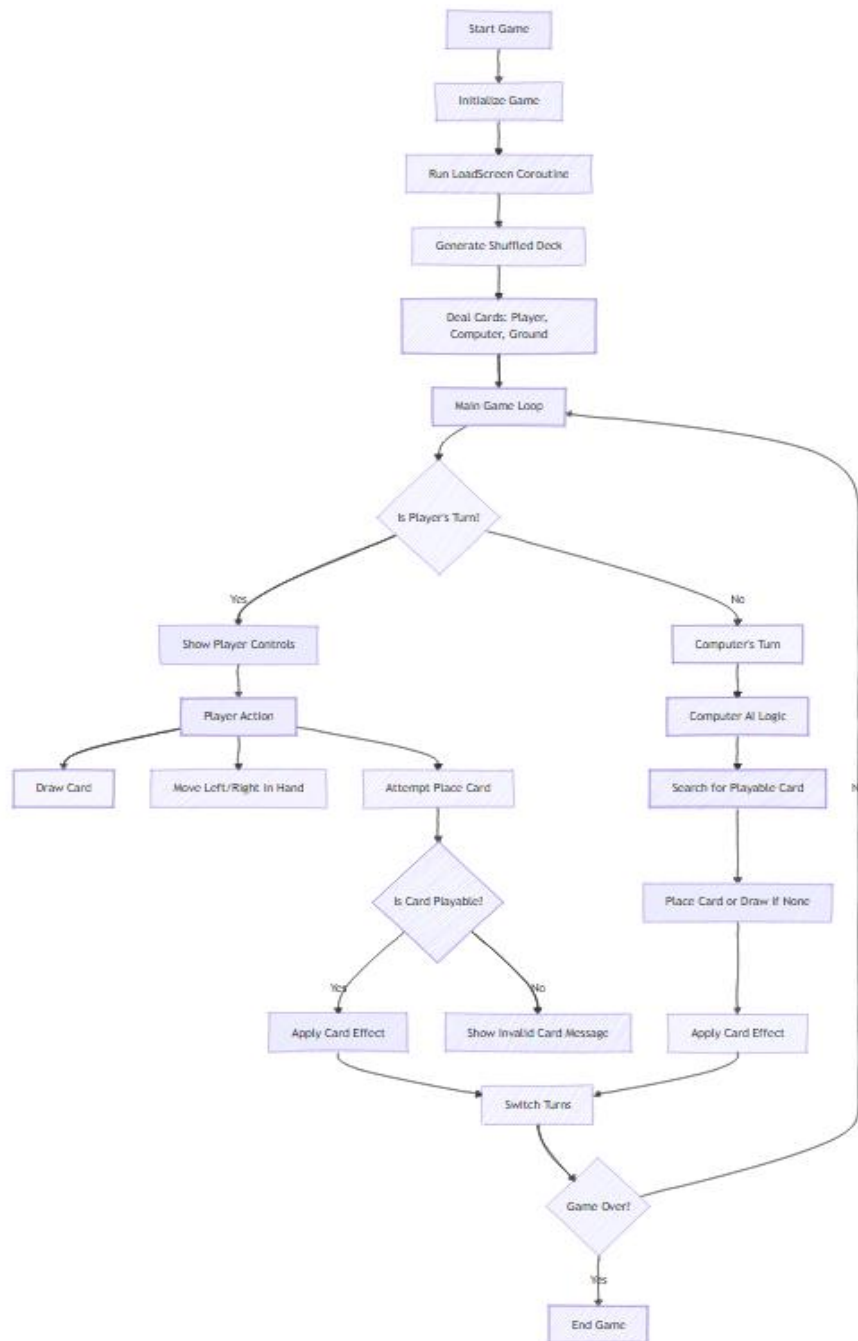 Start Game
Initialize Game
Run LoadScreen Coroutine
Generate Shuffled Deck
Deal Cards: Player,
Computer, Ground
Main Game Loop
Is Player's Turn?
Yes
No
Show Player Controls
Computer's Turn
Player Action
Computer AI Logic
Draw Card
Move Left/Right In Hand
Attempt Place Card
Search for Playable Card
Is Card Playable?
Place Card or Draw If None
Yes
No
Apply Card Effect
Show Invalid Card Message
Apply Card Effect
Switch Turns
Game Over?
Yes
End Game